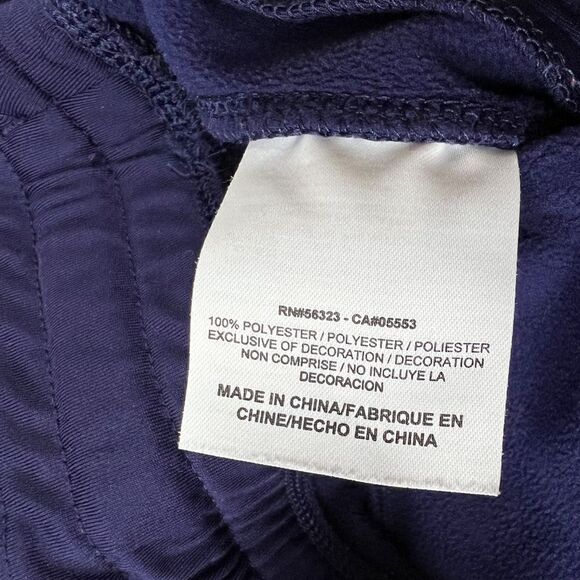 RN#56323 - CA#05553
100% POLYESTER / POLYESTER / POLIESTER
EXCLUSIVE OF DECORATION / DECORATION
NON COMPRISE / NO INCLUYE LA
DECORACION
MADE IN CHINA/FABRIQUE EN
CHINE/HECHO EN CHINA